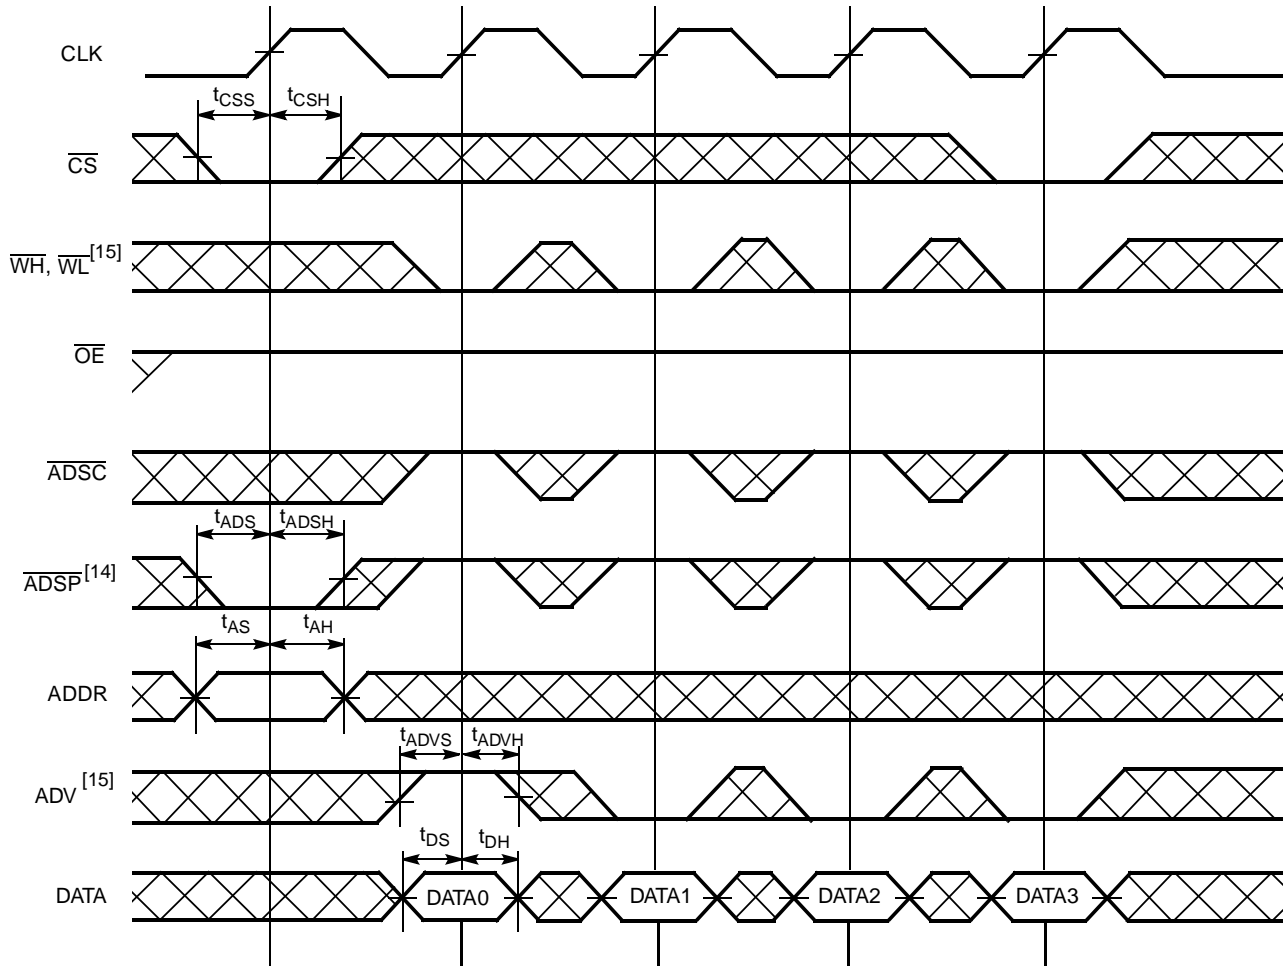 CLK
tCSS tCSH
CS
WH, WL[15]
OE
ADSC
tADS tADSH
ADSP[14]
tAS tAH
ADDR
tADVS tADVH
ADV [15]
tDS tDH
DATA DATA0 DATA1 DATA2 DATA3